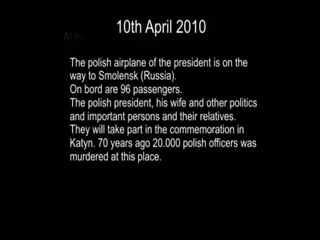 10th April 2010
At the
The polish airplane of the president is on the
way to Smolensk (Russia).
On bord are 96 passengers.
The polish president, his wife and other politics
and important persons and their relatives.
They will take part in the commemoration in
Katyn. 70 years ago 20.000 polish officers was
murdered at this place.